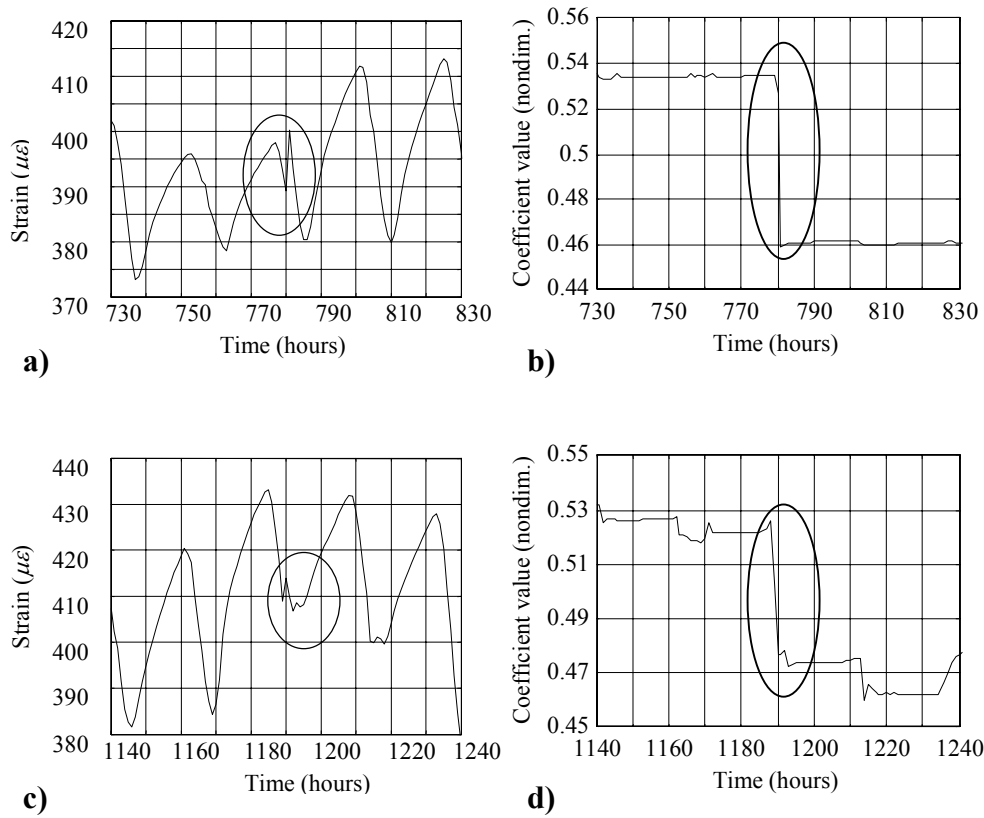 420
410
400
390
380
370
Strain (με)
730 750 770 790 810 830
Time (hours)
a)
0.56
0.54
0.52
0.5
0.48
0.46
0.44
Coefficient value (nondim.)
730 750 770 790 810 830
Time (hours)
b)
440
430
420
410
400
390
380
Strain (με)
1140 1160 1180 1200 1220 1240
Time (hours)
c)
0.55
0.53
0.51
0.49
0.47
0.45
Coefficient value (nondim.)
1140 1160 1180 1200 1220 1240
Time (hours)
d)